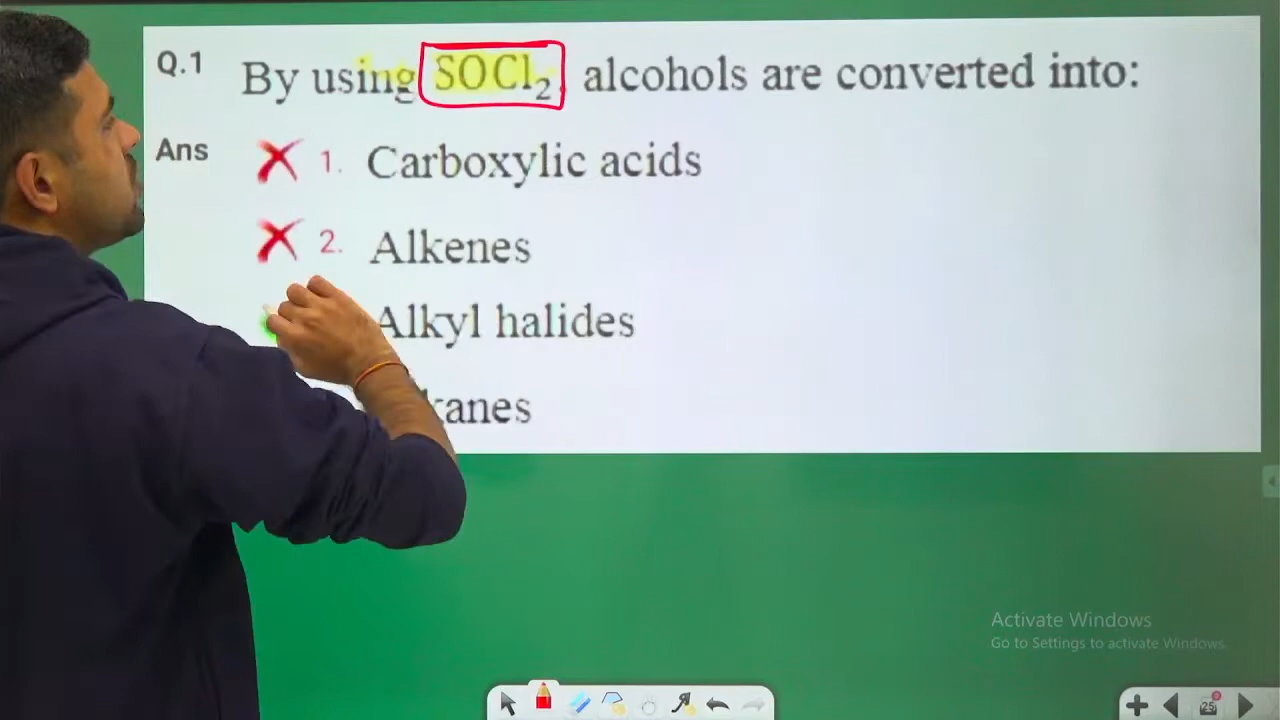 Q.1 By using SOCl₂ alcohols are converted into:
Ans 1. Carboxylic acids
2. Alkenes
Alkyl halides
kanes
Activate Windows
Go to Settings to activate Windows.
25